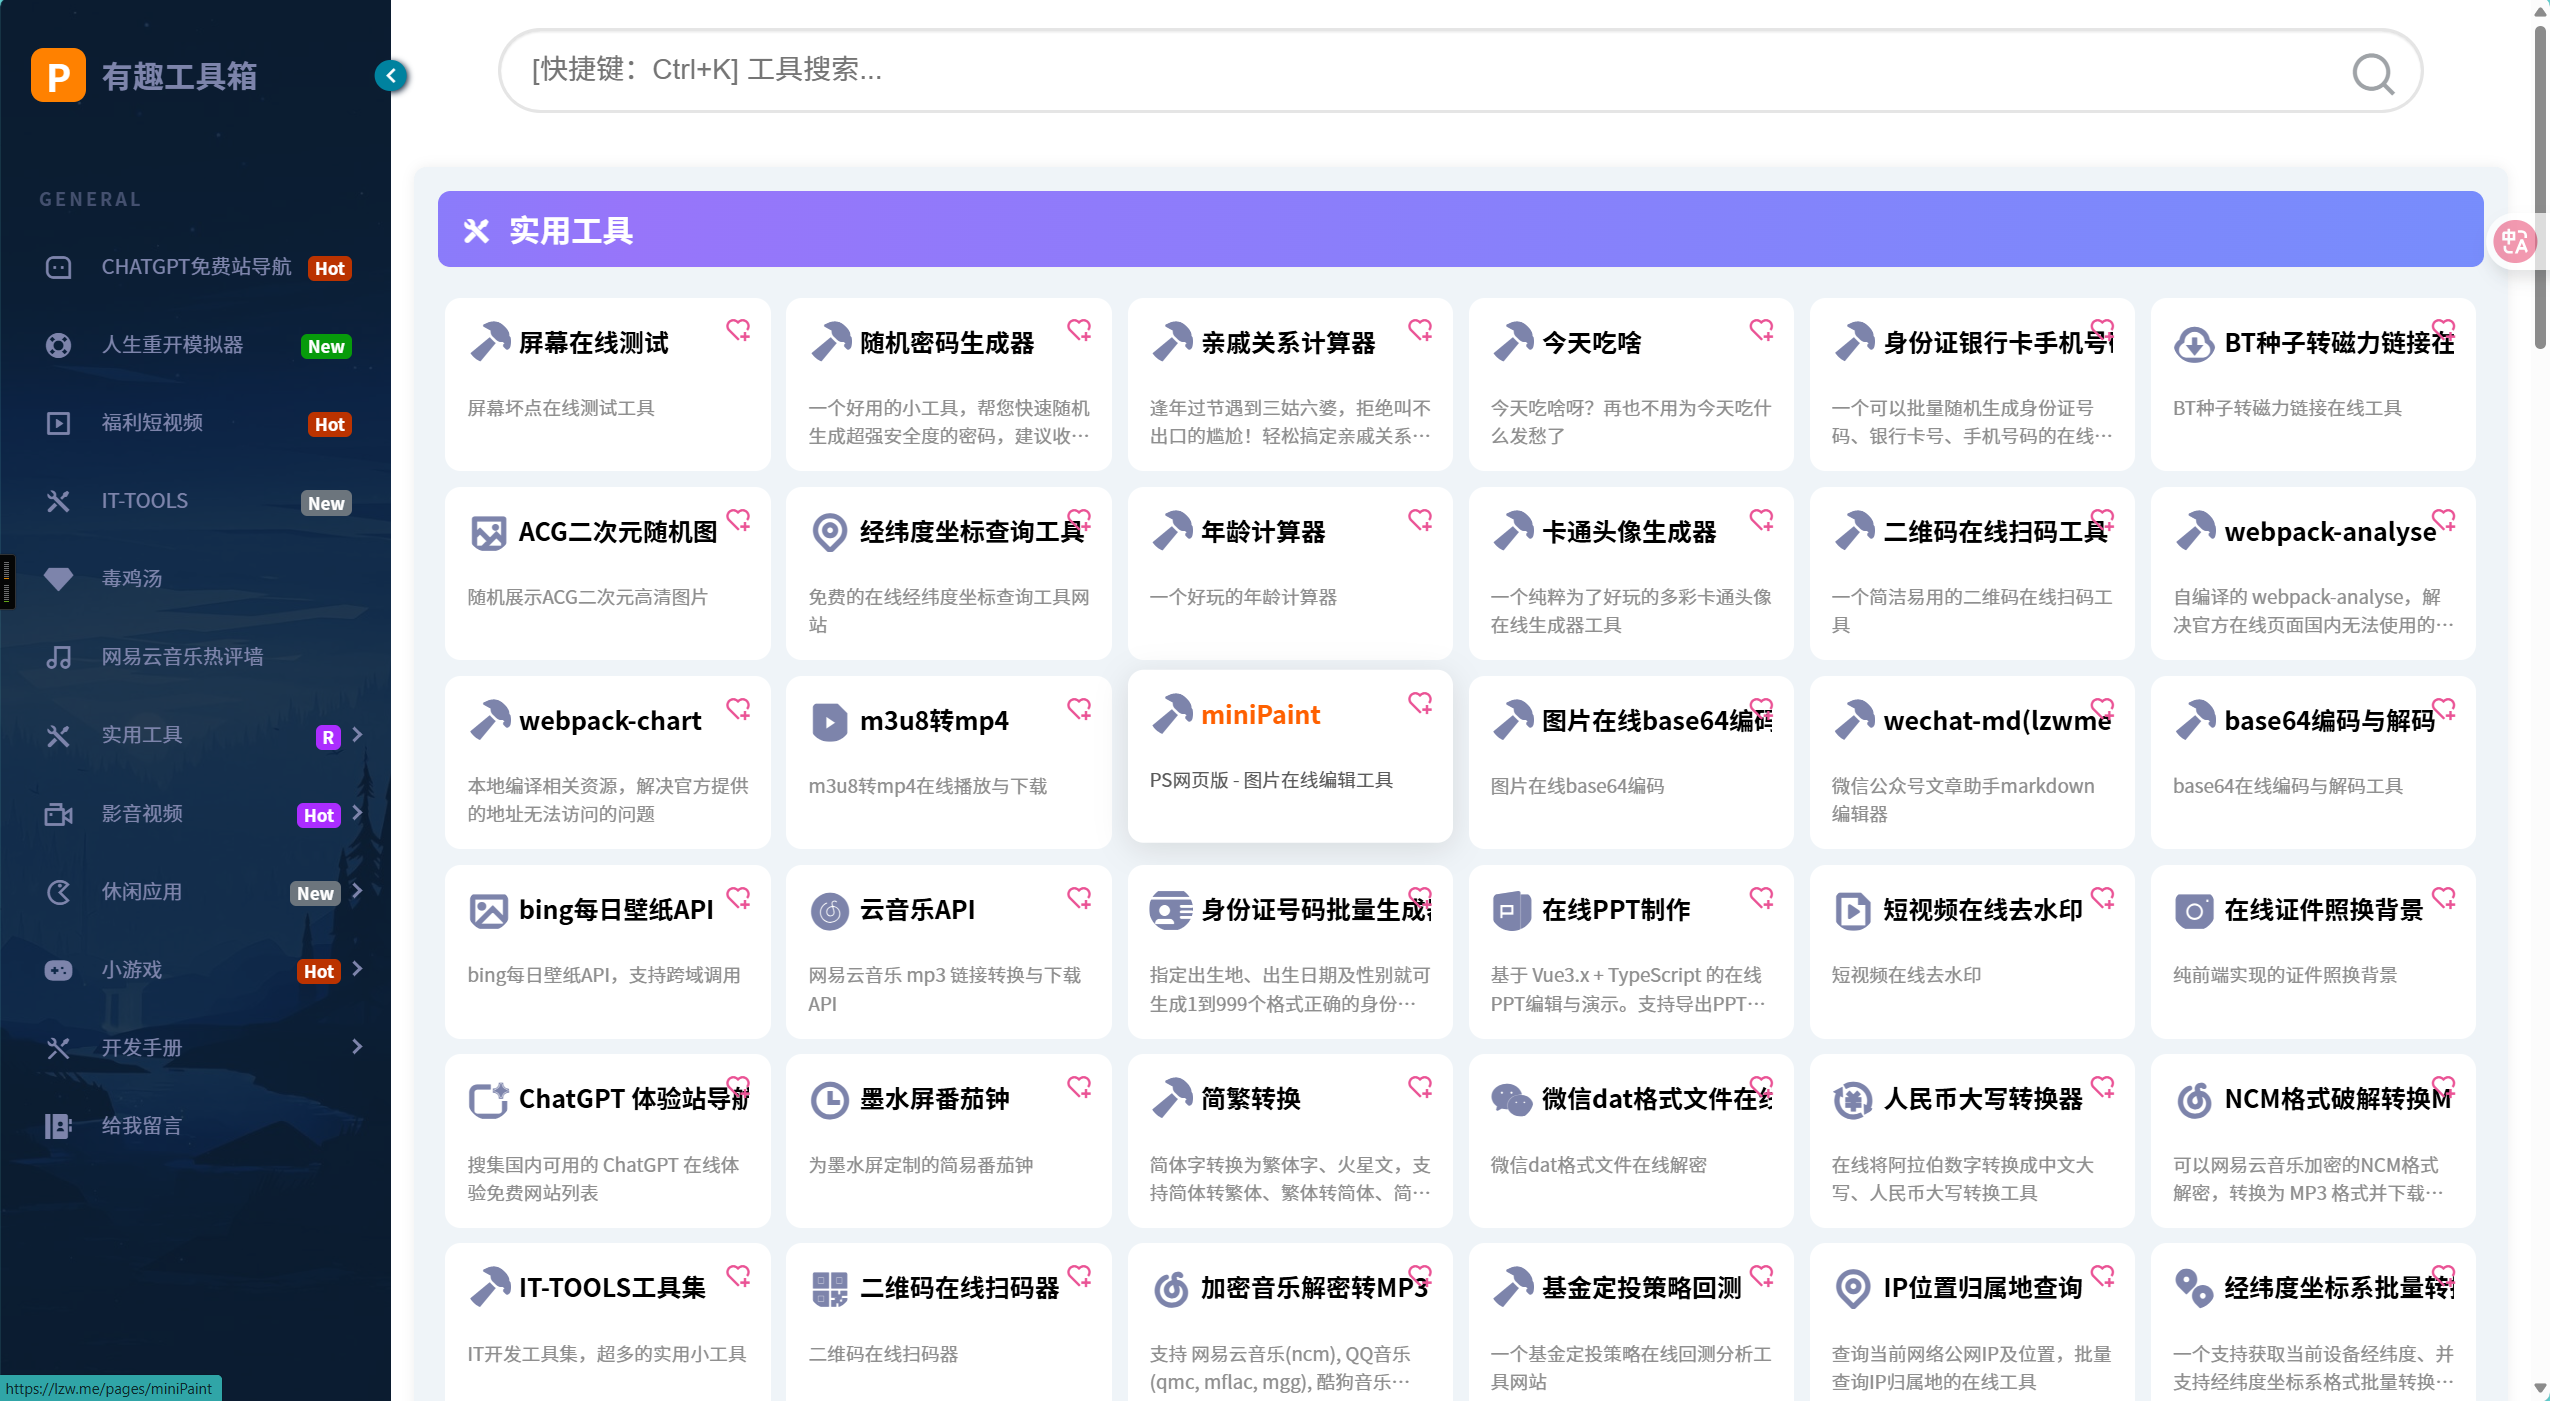 P 有趣工具箱
GENERAL
CHATGPT免费站导航 Hot
人生重开模拟器 New
福利短视频 Hot
IT-TOOLS New
毒鸡汤
网易云音乐热评墙
实用工具 R
影音视频 Hot
休闲应用 New
小游戏 Hot
开发手册
给我留言
https://lzw.me/pages/miniPaint
[快捷键：Ctrl+K] 工具搜索...
实用工具
屏幕在线测试
屏幕坏点在线测试工具
随机密码生成器
一个好用的小工具，帮您快速随机
生成超强安全度的密码，建议收…
亲戚关系计算器
逢年过节遇到三姑六婆，拒绝叫不
出口的尴尬！轻松搞定亲戚关系…
今天吃啥
今天吃啥呀？再也不用为今天吃什
么发愁了
身份证银行卡手机号
一个可以批量随机生成身份证号
码、银行卡号、手机号码的在线…
BT种子转磁力链接在
BT种子转磁力链接在线工具
ACG二次元随机图
随机展示ACG二次元高清图片
经纬度坐标查询工具
免费的在线经纬度坐标查询工具网
站
年龄计算器
一个好玩的年龄计算器
卡通头像生成器
一个纯粹为了好玩的多彩卡通头像
在线生成器工具
二维码在线扫码工具
一个简洁易用的二维码在线扫码工
具
webpack-analyse
自编译的 webpack-analyse，解
决官方在线页面国内无法使用的…
webpack-chart
本地编译相关资源，解决官方提供
的地址无法访问的问题
m3u8转mp4
m3u8转mp4在线播放与下载
miniPaint
PS网页版 - 图片在线编辑工具
图片在线base64编码
图片在线base64编码
wechat-md(lzwme
微信公众号文章助手markdown
编辑器
base64编码与解码
base64在线编码与解码工具
bing每日壁纸API
bing每日壁纸API，支持跨域调用
云音乐API
网易云音乐 mp3 链接转换与下载
API
身份证号码批量生成
指定出生地、出生日期及性别就可
生成1到999个格式正确的身份…
在线PPT制作
基于 Vue3.x + TypeScript 的在线
PPT编辑与演示。支持导出PPT…
短视频在线去水印
短视频在线去水印
在线证件照换背景
纯前端实现的证件照换背景
ChatGPT 体验站导航
搜集国内可用的 ChatGPT 在线体
验免费网站列表
墨水屏番茄钟
为墨水屏定制的简易番茄钟
简繁转换
简体字转换为繁体字、火星文，支
持简体转繁体、繁体转简体、简…
微信dat格式文件在线
微信dat格式文件在线解密
人民币大写转换器
在线将阿拉伯数字转换成中文大
写、人民币大写转换工具
NCM格式破解转换M
可以网易云音乐加密的NCM格式
解密，转换为 MP3 格式并下载…
IT-TOOLS工具集
IT开发工具集，超多的实用小工具
二维码在线扫码器
二维码在线扫码器
加密音乐解密转MP3
支持 网易云音乐(ncm), QQ音乐
(qmc, mflac, mgg), 酷狗音乐…
基金定投策略回测
一个基金定投策略在线回测分析工
具网站
IP位置归属地查询
查询当前网络公网IP及位置，批量
查询IP归属地的在线工具
经纬度坐标系批量转换
一个支持获取当前设备经纬度、并
支持经纬度坐标系格式批量转换…